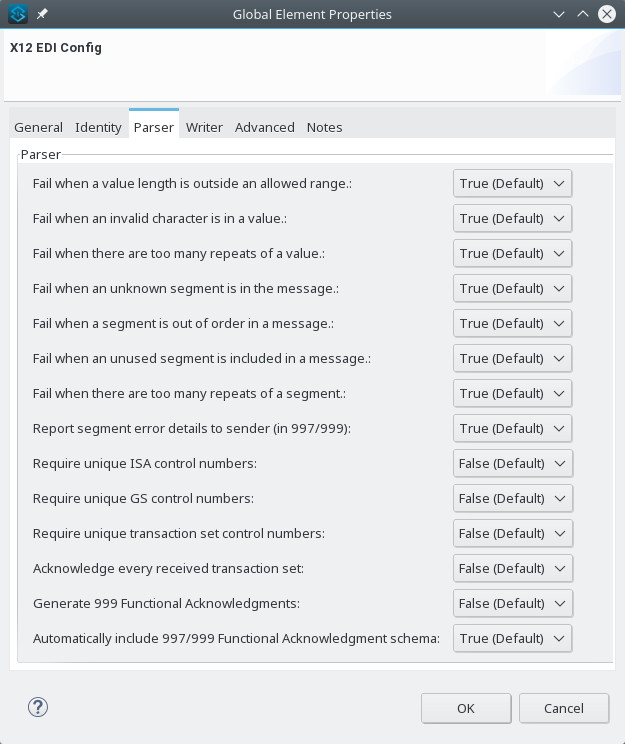 Global Element Properties
X12 EDI Config
General Identity Parser Writer Advanced Notes
Parser
Fail when a value length is outside an allowed range.: True (Default)
Fail when an invalid character is in a value.: True (Default)
Fail when there are too many repeats of a value.: True (Default)
Fail when an unknown segment is in the message.: True (Default)
Fail when a segment is out of order in a message.: True (Default)
Fail when an unused segment is included in a message.: True (Default)
Fail when there are too many repeats of a segment.: True (Default)
Report segment error details to sender (in 997/999): True (Default)
Require unique ISA control numbers: False (Default)
Require unique GS control numbers: False (Default)
Require unique transaction set control numbers: False (Default)
Acknowledge every received transaction set: False (Default)
Generate 999 Functional Acknowledgments: False (Default)
Automatically include 997/999 Functional Acknowledgment schema: True (Default)
? OK Cancel